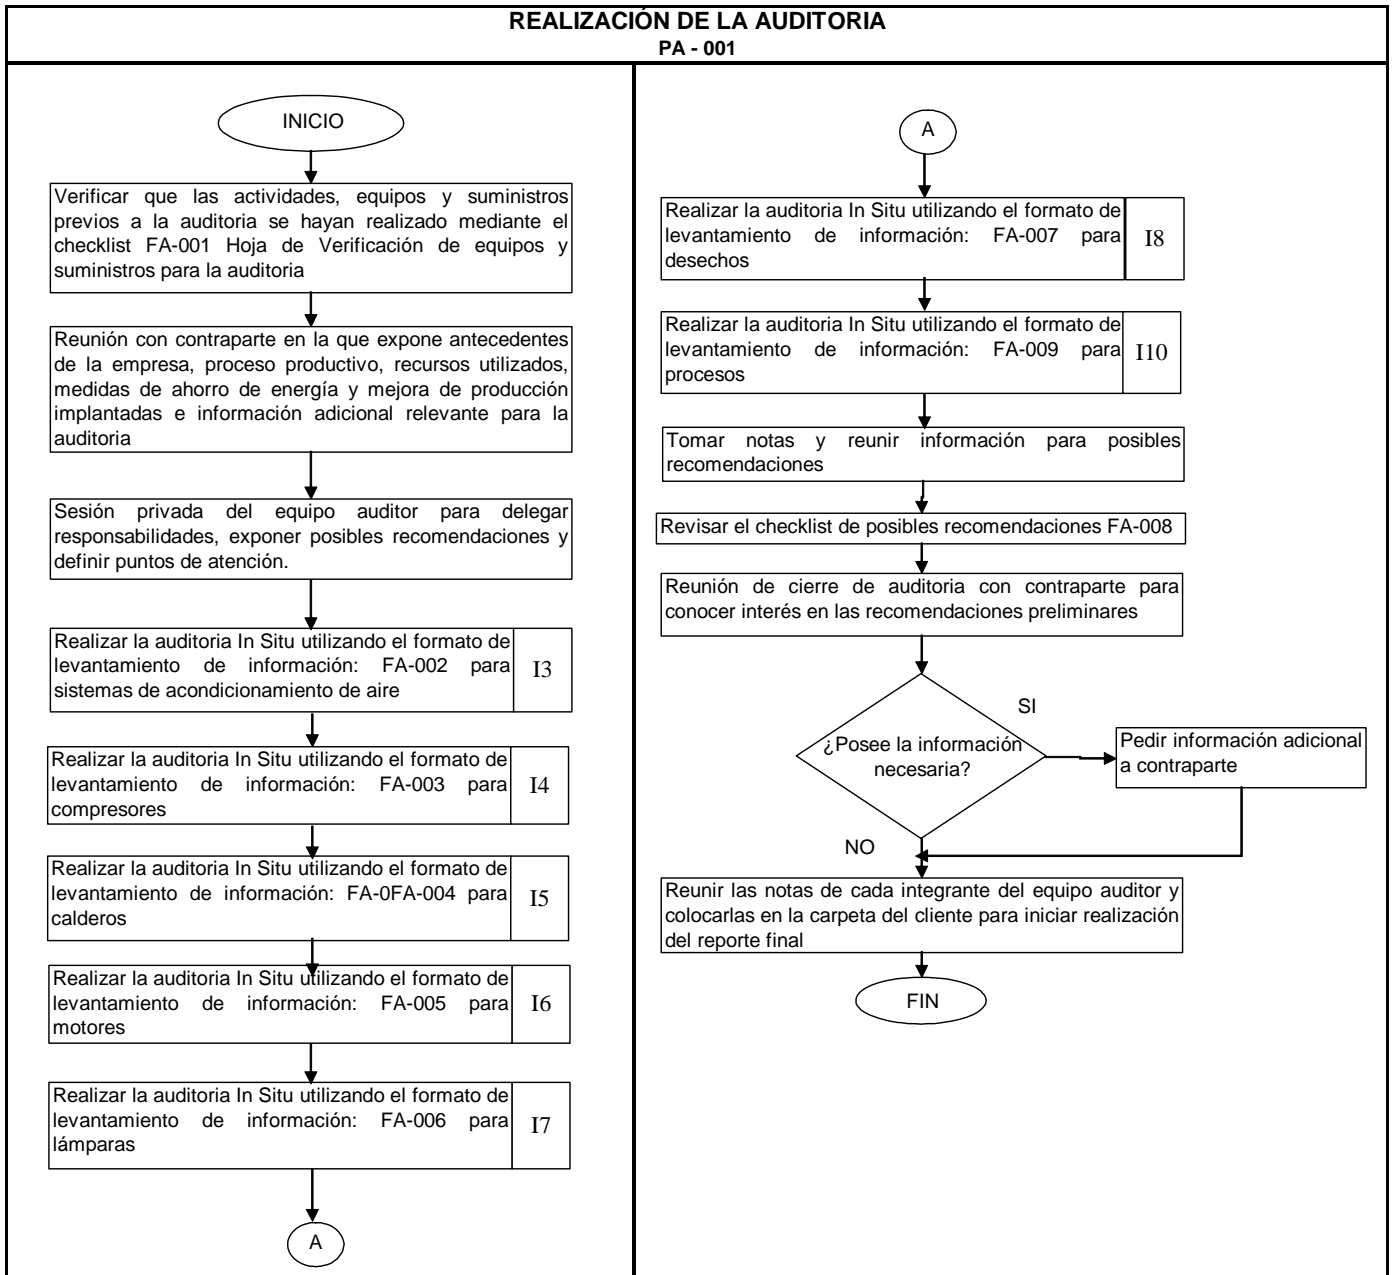 REALIZACIÓN DE LA AUDITORIA
PA - 001
INICIO
Verificar que las actividades, equipos y suministros
previos a la auditoria se hayan realizado mediante el
checklist FA-001 Hoja de Verificación de equipos y
suministros para la auditoria
Reunión con contraparte en la que expone antecedentes
de la empresa, proceso productivo, recursos utilizados,
medidas de ahorro de energía y mejora de producción
implantadas e información adicional relevante para la
auditoria
Sesión privada del equipo auditor para delegar
responsabilidades, exponer posibles recomendaciones y
definir puntos de atención.
Realizar la auditoria In Situ utilizando el formato de
levantamiento de información: FA-002 para
sistemas de acondicionamiento de aire
I3
Realizar la auditoria In Situ utilizando el formato de
levantamiento de información: FA-003 para
compresores
I4
Realizar la auditoria In Situ utilizando el formato de
levantamiento de información: FA-0FA-004 para
calderos
I5
Realizar la auditoria In Situ utilizando el formato de
levantamiento de información: FA-005 para
motores
I6
Realizar la auditoria In Situ utilizando el formato de
levantamiento de información: FA-006 para
lámparas
I7
A
A
Realizar la auditoria In Situ utilizando el formato de
levantamiento de información: FA-007 para
desechos
I8
Realizar la auditoria In Situ utilizando el formato de
levantamiento de información: FA-009 para
procesos
I10
Tomar notas y reunir información para posibles
recomendaciones
Revisar el checklist de posibles recomendaciones FA-008
Reunión de cierre de auditoria con contraparte para
conocer interés en las recomendaciones preliminares
¿Posee la información
necesaria?
SI
Pedir información adicional
a contraparte
NO
Reunir las notas de cada integrante del equipo auditor y
colocarlas en la carpeta del cliente para iniciar realización
del reporte final
FIN